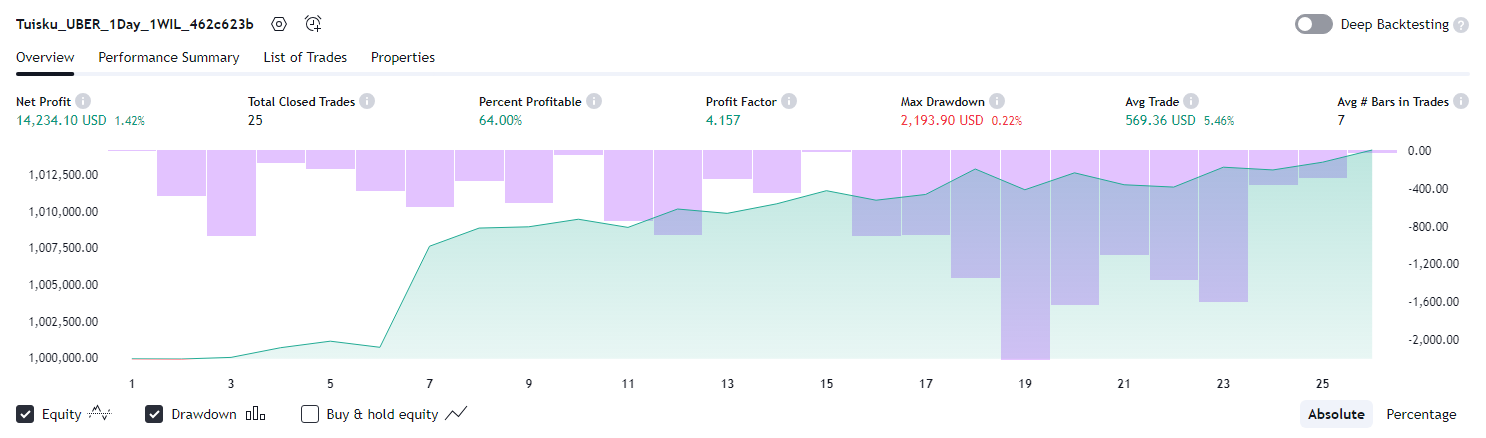 Tuisku_UBER_1Day_1WIL_462c623b Deep Backtesting ?
Overview Performance Summary List of Trades Properties
Net Profit Total Closed Trades Percent Profitable Profit Factor Max Drawdown Avg Trade Avg # Bars in Trades
14,234.10 USD 1.42% 25 64.00% 4.157 2,193.90 USD 0.22% 569.36 USD 5.46% 7
0.00
1,012,500.00
-400.00
1,010,000.00
-800.00
1,007,500.00
-1,200.00
1,005,000.00
-1,600.00
1,002,500.00
-2,000.00
1,000,000.00
1 3 5 7 9 11 13 15 17 19 21 23 25
Equity Drawdown Buy & hold equity Absolute Percentage